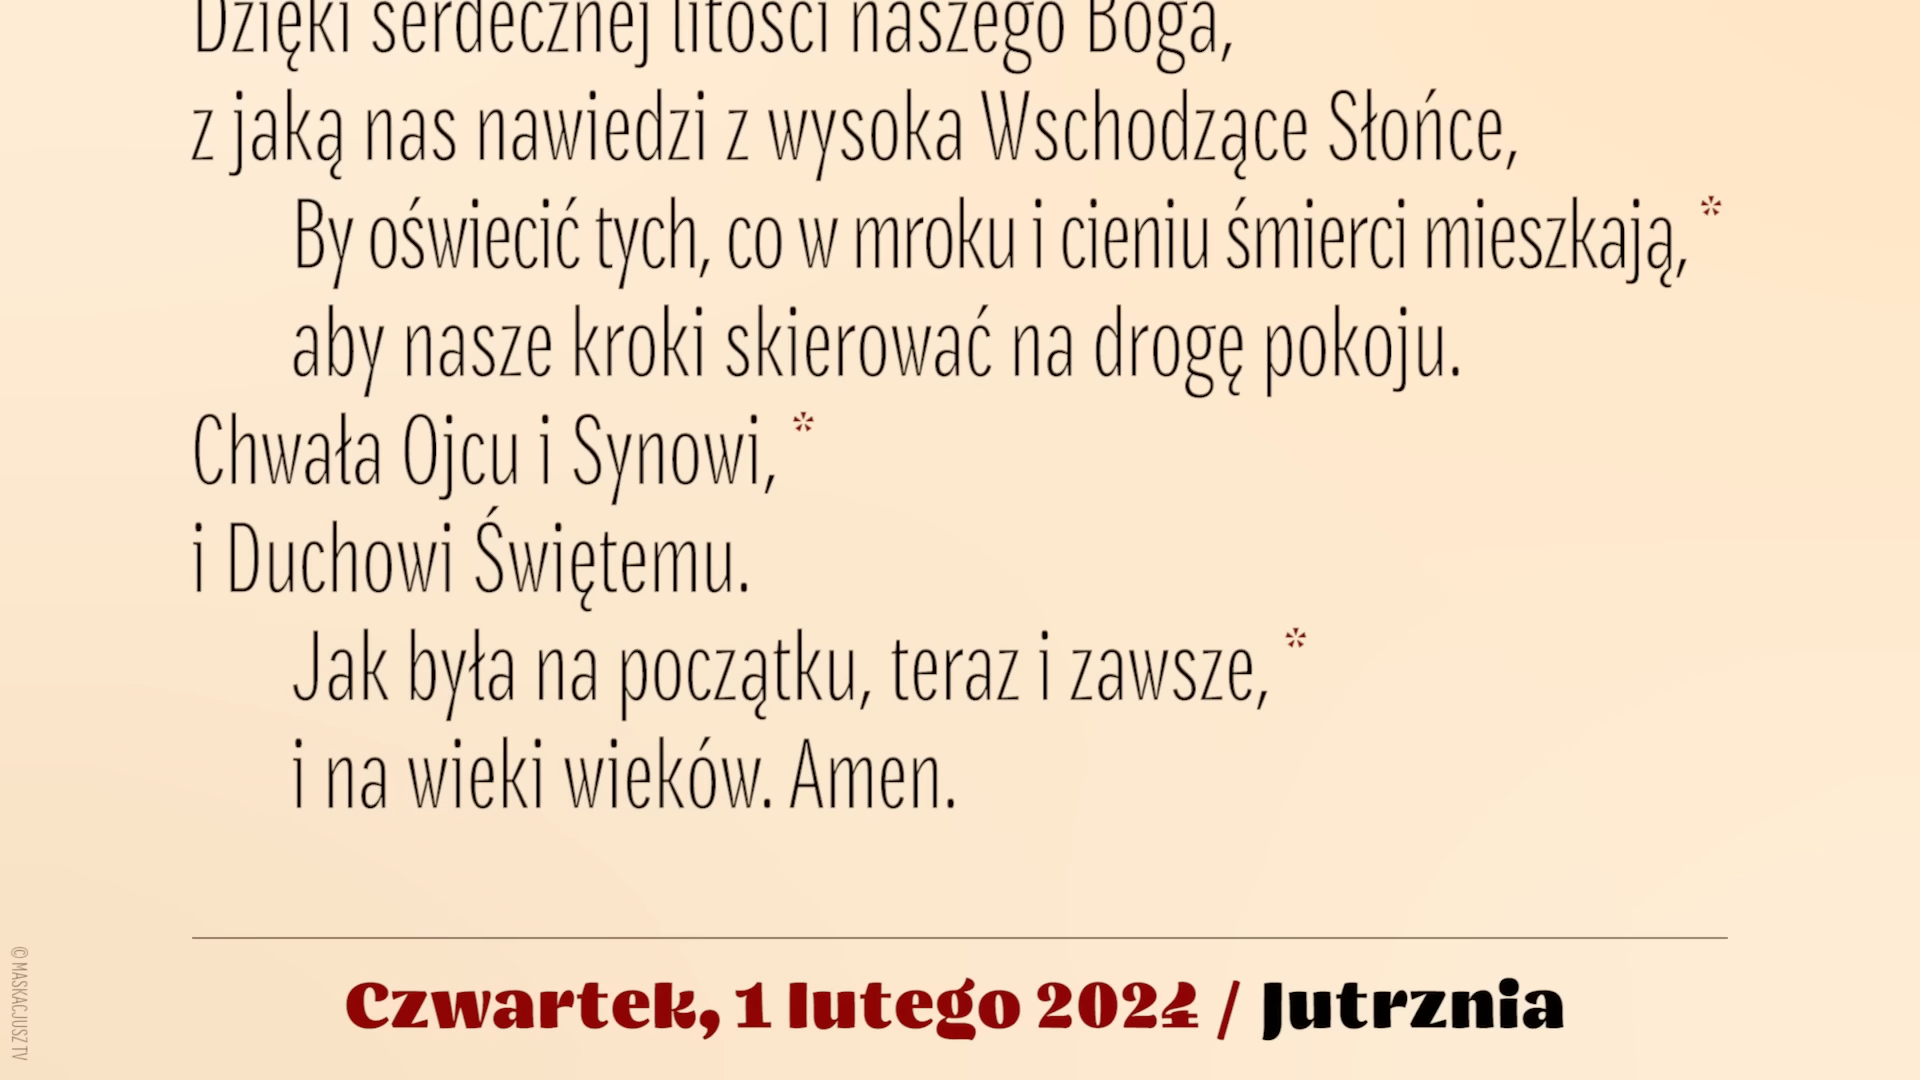 Dzięki serdecznej litości naszego Boga,
z jaką nas nawiedzi z wysoka Wschodzące Słońce,
By oświecić tych, co w mroku i cieniu śmierci mieszkają, *
aby nasze kroki skierować na drogę pokoju.
Chwała Ojcu i Synowi, *
i Duchowi Świętemu.
Jak była na początku, teraz i zawsze, *
i na wieki wieków. Amen.
Czwartek, 1 lutego 2024 / Jutrznia
© MASKACJUSZ TV